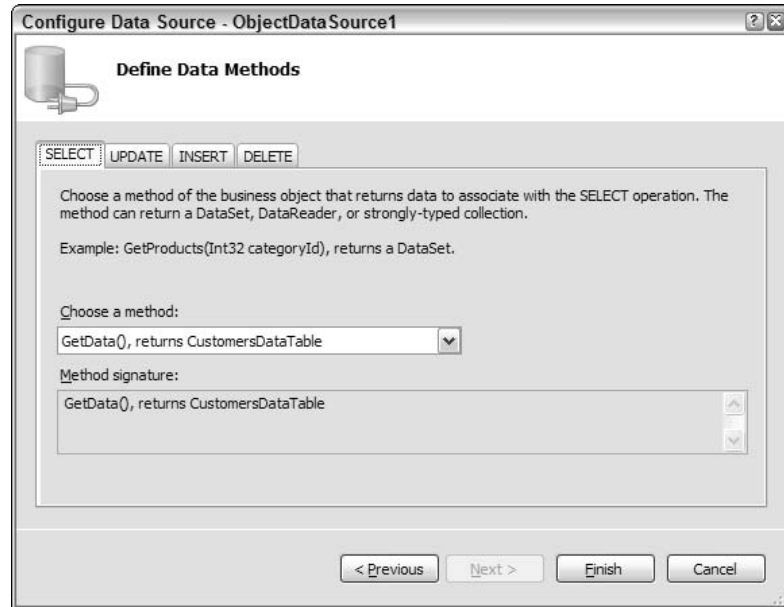 Configure Data Source - ObjectDataSource1
Define Data Methods
SELECT UPDATE INSERT DELETE
Choose a method of the business object that returns data to associate with the SELECT operation. The
method can return a DataSet, DataReader, or strongly-typed collection.
Example: GetProducts(Int32 categoryId), returns a DataSet.
Choose a method:
GetData(), returns CustomersDataTable
Method signature:
GetData(), returns CustomersDataTable
< Previous Next > Finish Cancel